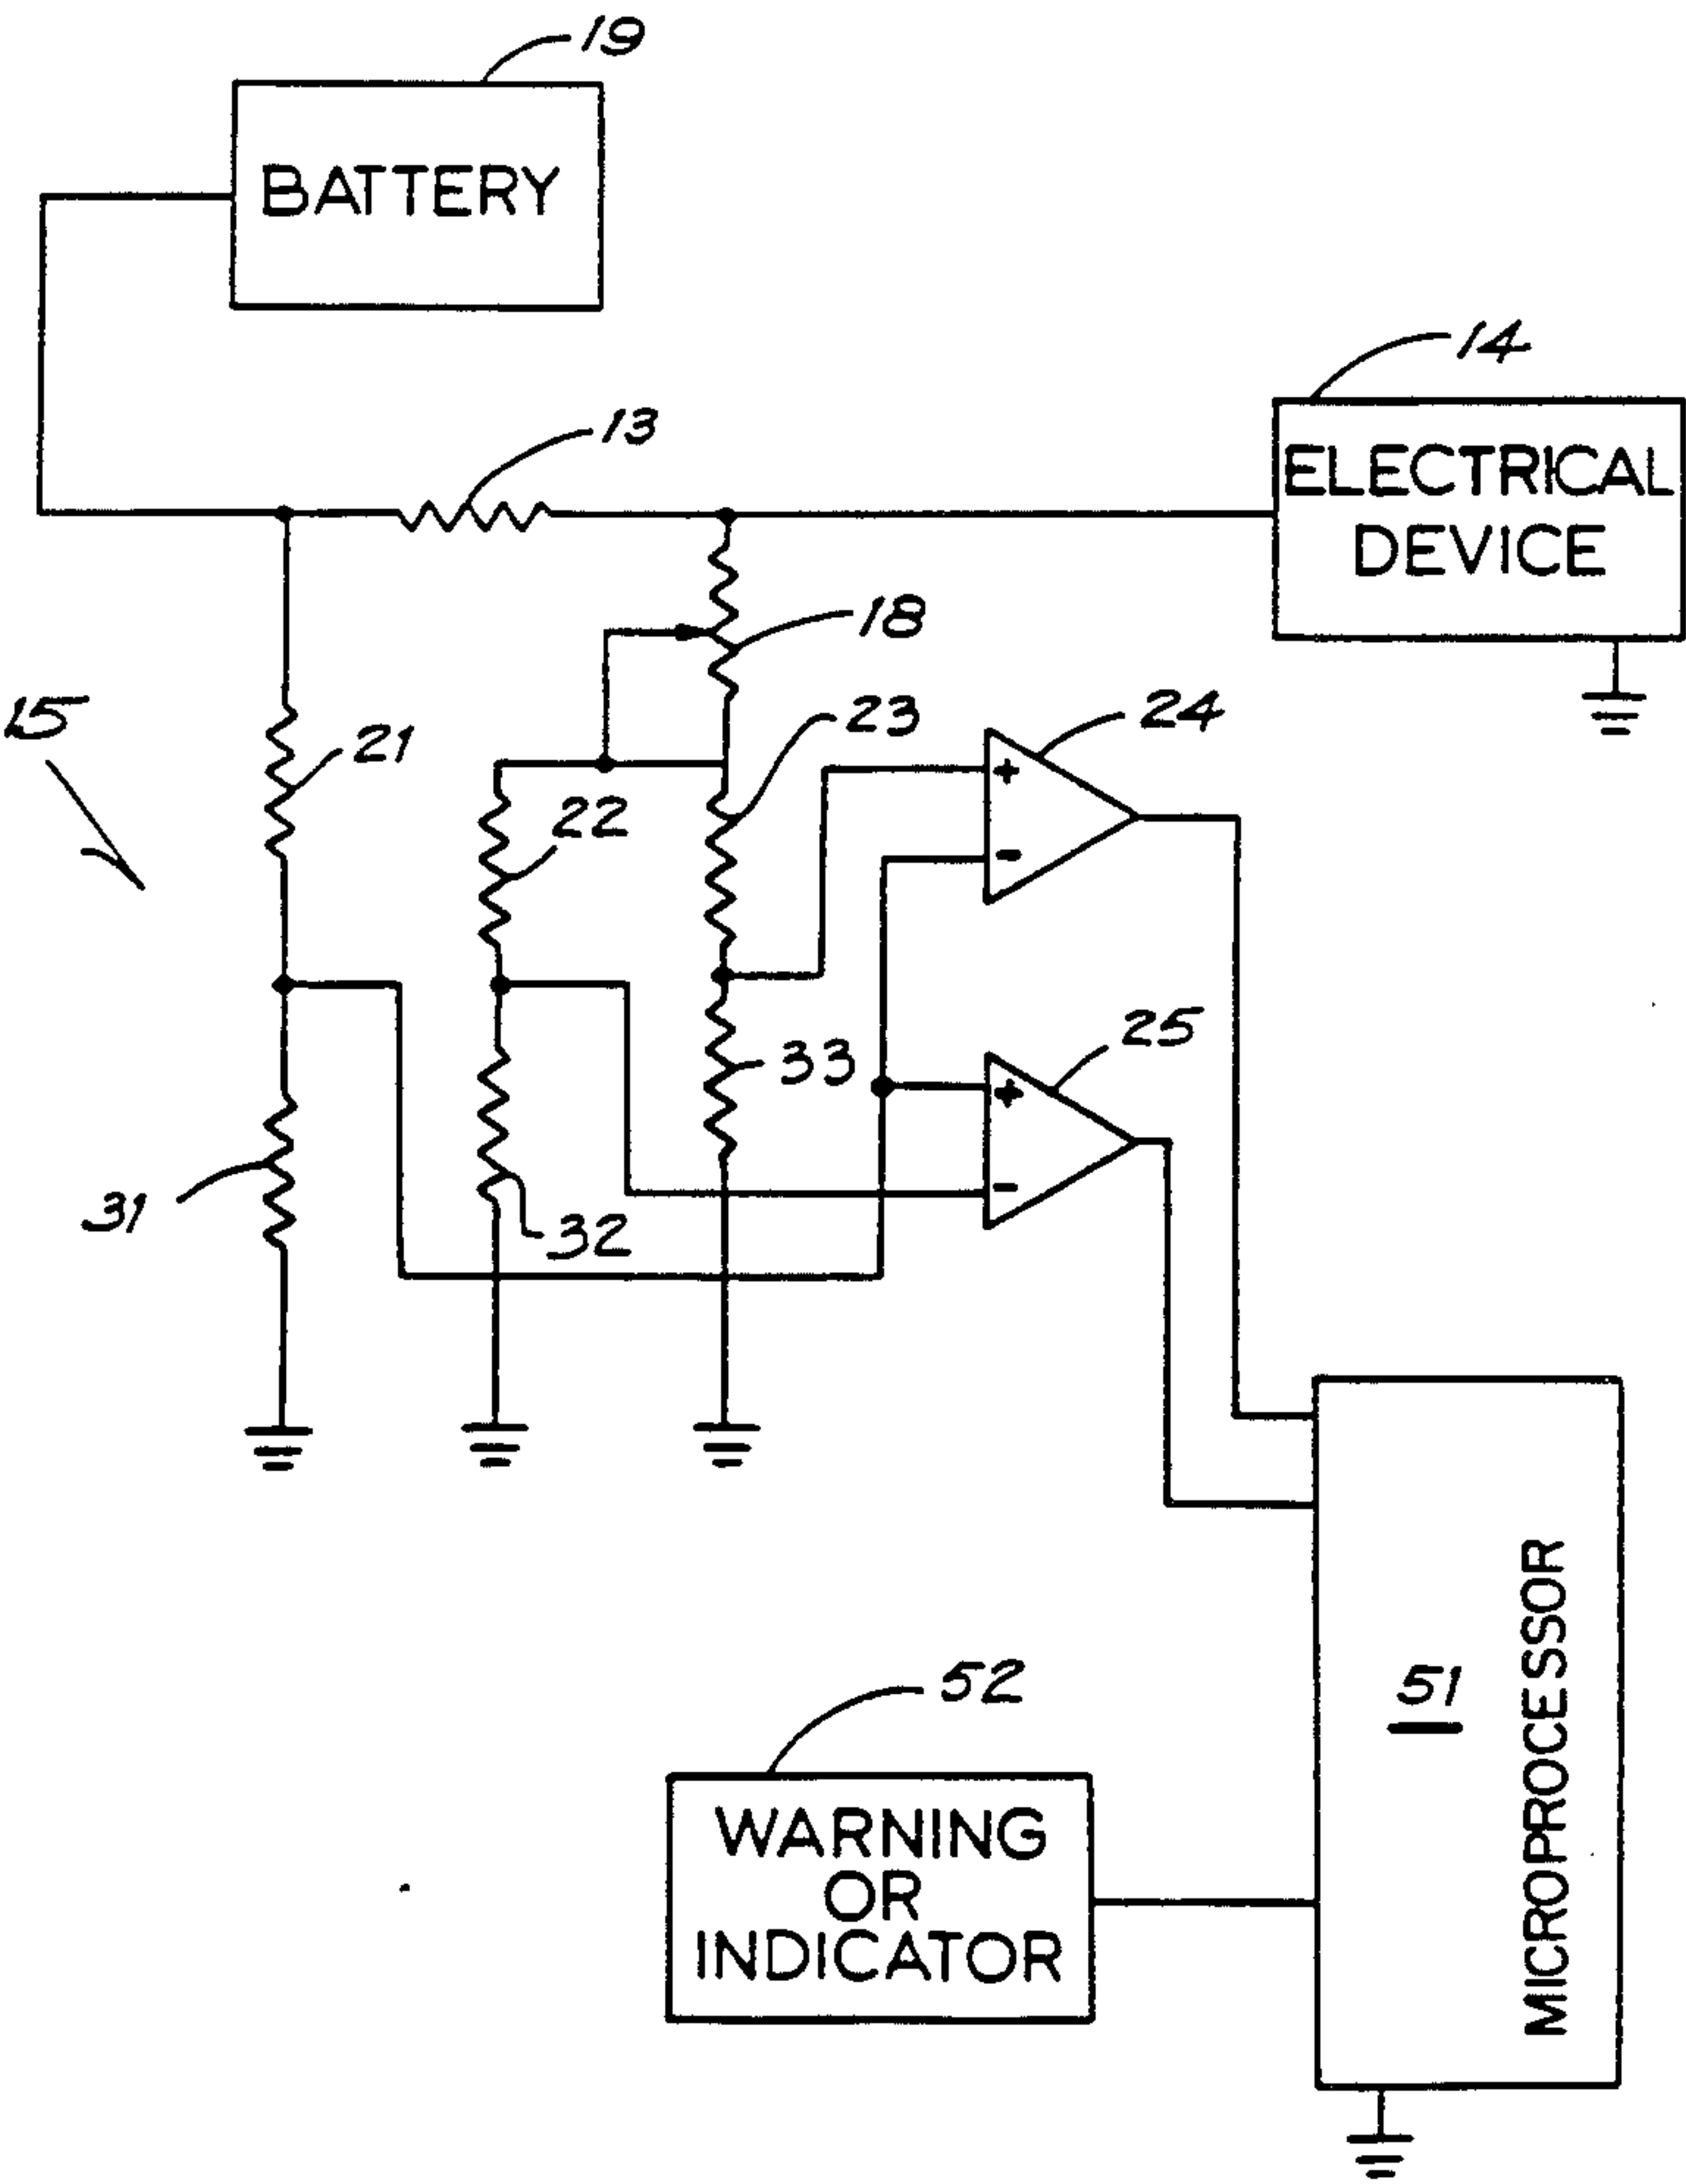 19
BATTERY
14
ELECTRICAL
DEVICE
13
18
15
21
22
23
24
+
-
25
+
-
33
31
32
51
MICROPROCESSOR
52
WARNING
OR
INDICATOR